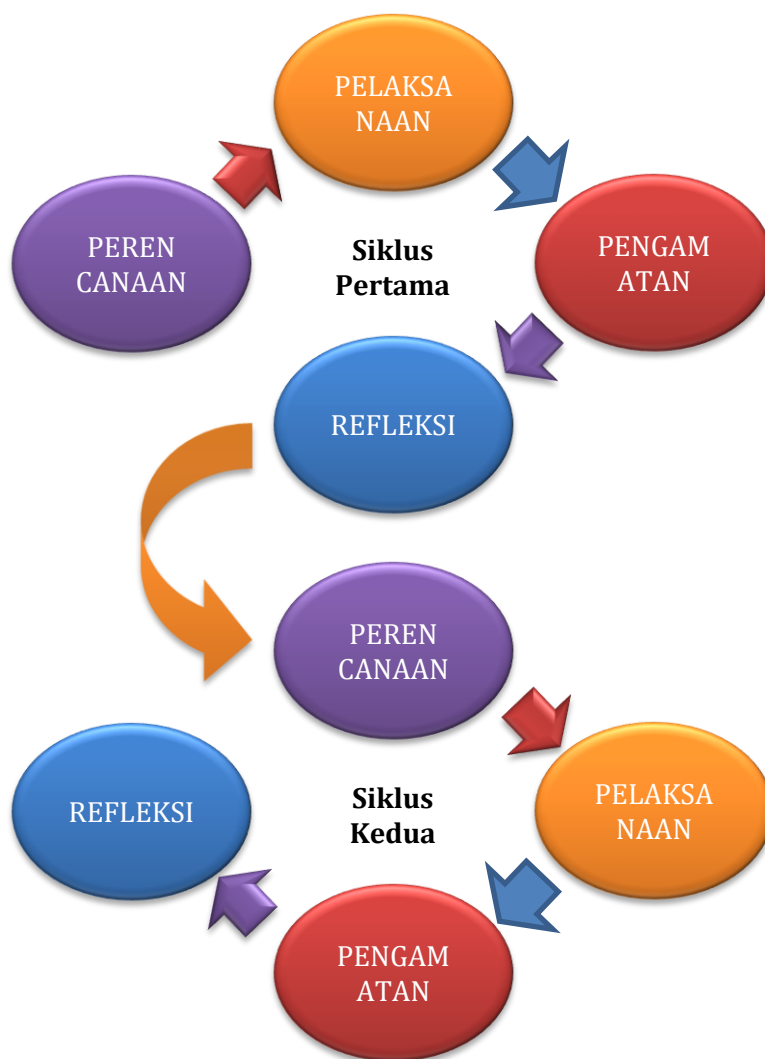 PELAKSA
NAAN
PEREN
CANAAN
Siklus
Pertama
PENGAM
ATAN
REFLEKSI
PEREN
CANAAN
REFLEKSI
Siklus
Kedua
PELAKSA
NAAN
PENGAM
ATAN